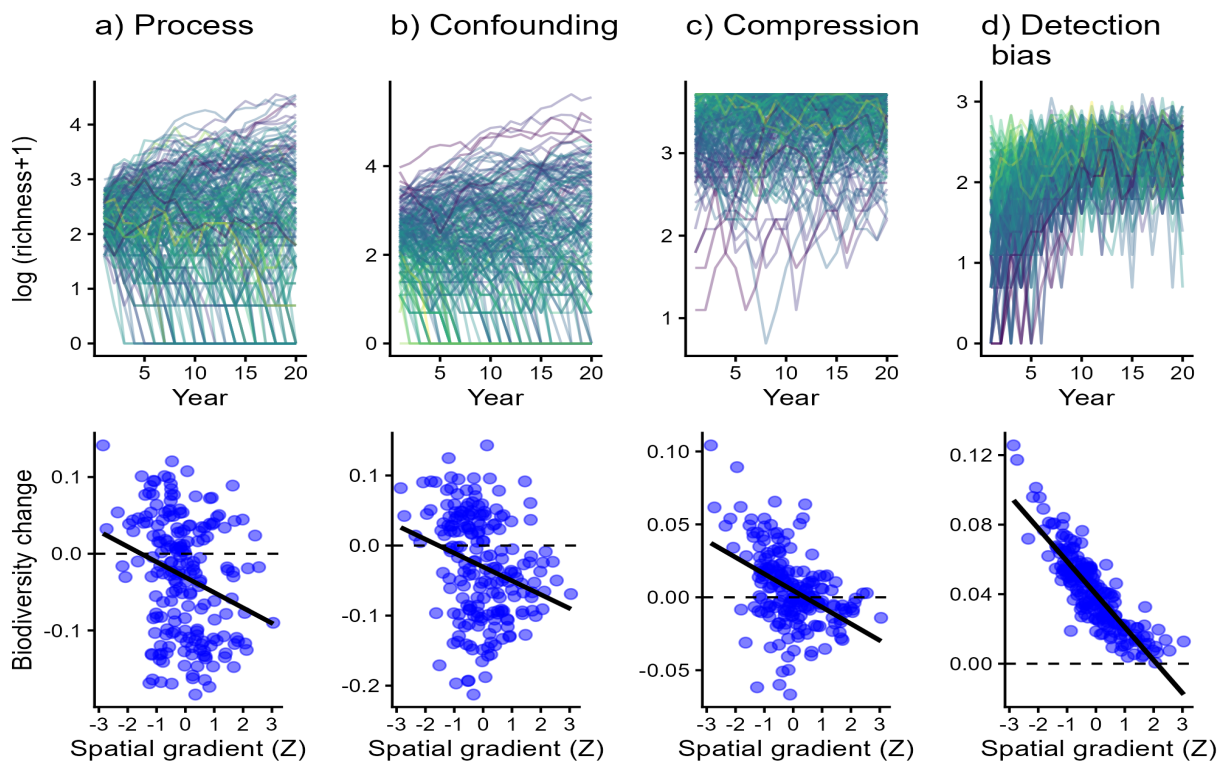 a) Process
b) Confounding
c) Compression
d) Detection
bias
log (richness+1)
4
3
2
1
0
5
10
15
20
Year
4
2
0
5
10
15
20
Year
3
2
1
5
10
15
20
Year
3
2
1
0
5
10
15
20
Year
Biodiversity change
0.1
0.0
-0.1
-3 -2 -1 0 1 2 3
Spatial gradient (Z)
0.1
0.0
-0.1
-0.2
-3 -2 -1 0 1 2 3
Spatial gradient (Z)
0.10
0.05
0.00
-0.05
-3 -2 -1 0 1 2 3
Spatial gradient (Z)
0.12
0.08
0.04
0.00
-3 -2 -1 0 1 2 3
Spatial gradient (Z)